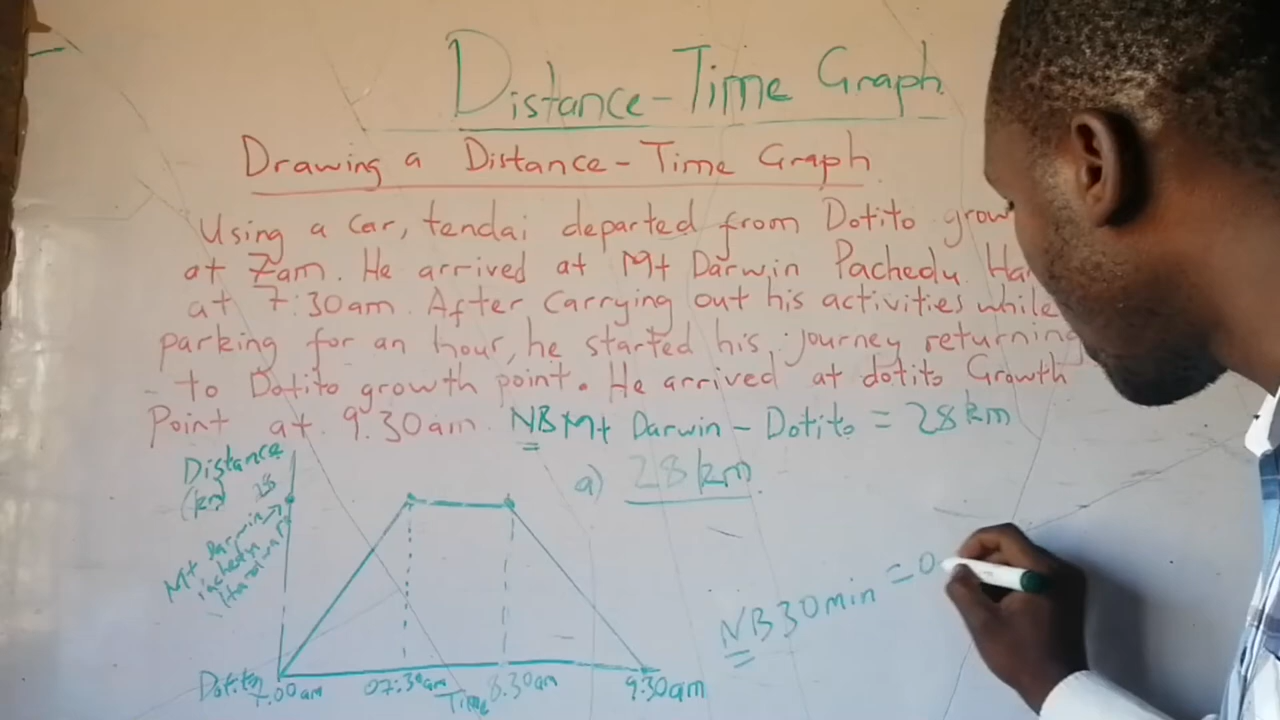 Distance-Time Graph
Drawing a Distance-Time Graph
Using a car, tendai departed from Dotito grow
at 7am. He arrived at Mt Darwin Pachedu Ha
at 7:30am. After carrying out his activities while
parking for an hour, he started his journey returning
- to Dotito growth point. He arrived at dotito Growth
Point at 9.30am NB Mt Darwin - Dotito = 28km
Distance
(km) 28
a) 28km
Mt Darwin
Pachedu
NB 30min = 0
Dotito
7.00am 07:30am 8.30am 9.30am
Time